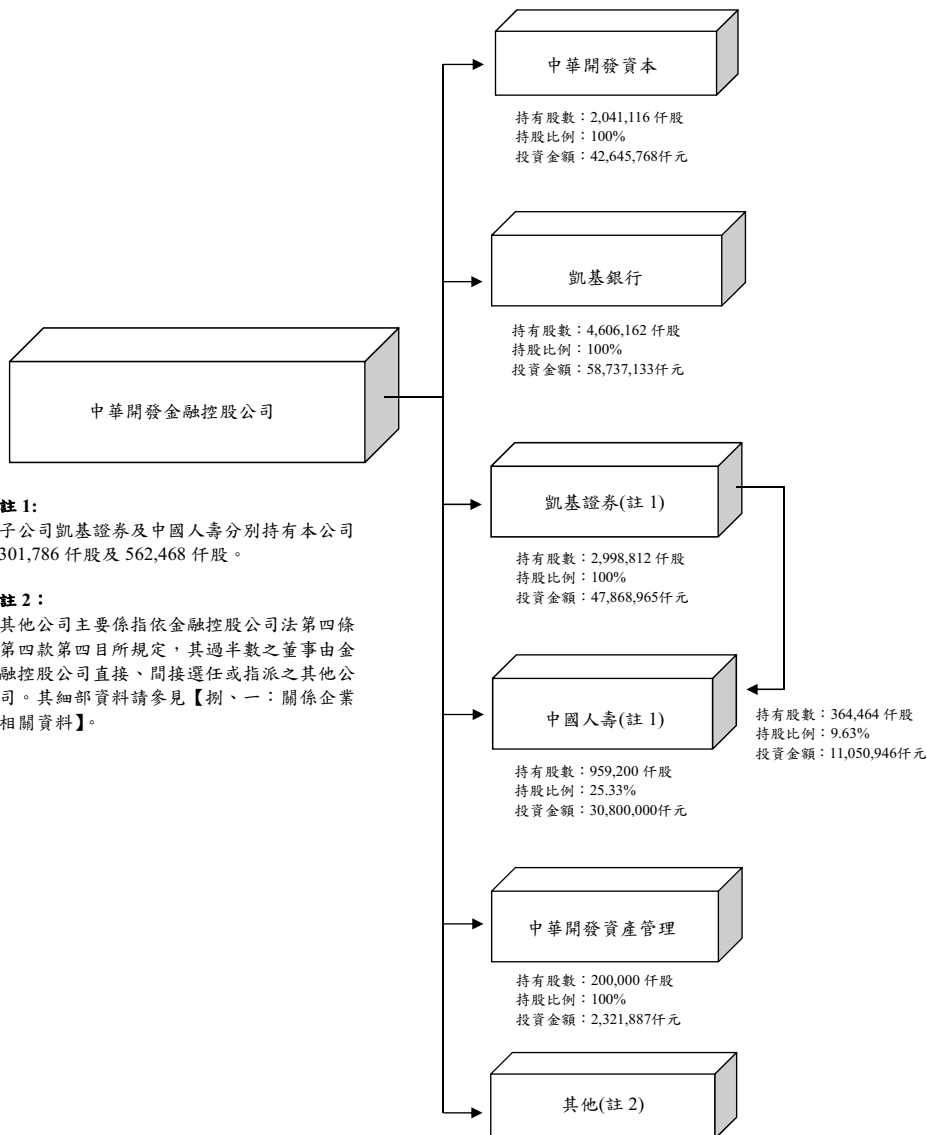 中華開發資本
持有股數：2,041,116 仟股
持股比例：100%
投資金額：42,645,768仟元
凱基銀行
持有股數：4,606,162 仟股
持股比例：100%
投資金額：58,737,133仟元
中華開發金融控股公司
凱基證券(註 1)
持有股數：2,998,812 仟股
持股比例：100%
投資金額：47,868,965仟元
註 1:
子公司凱基證券及中國人壽分別持有本公司
301,786 仟股及 562,468 仟股。
註 2：
其他公司主要係指依金融控股公司法第四條
第四款第四目所規定，其過半數之董事由金
融控股公司直接、間接選任或指派之其他公
司。其細部資料請參見【捌、一：關係企業
相關資料】。
中國人壽(註 1)
持有股數：959,200 仟股
持股比例：25.33%
投資金額：30,800,000仟元
持有股數：364,464 仟股
持股比例：9.63%
投資金額：11,050,946仟元
中華開發資產管理
持有股數：200,000 仟股
持股比例：100%
投資金額：2,321,887仟元
其他(註 2)